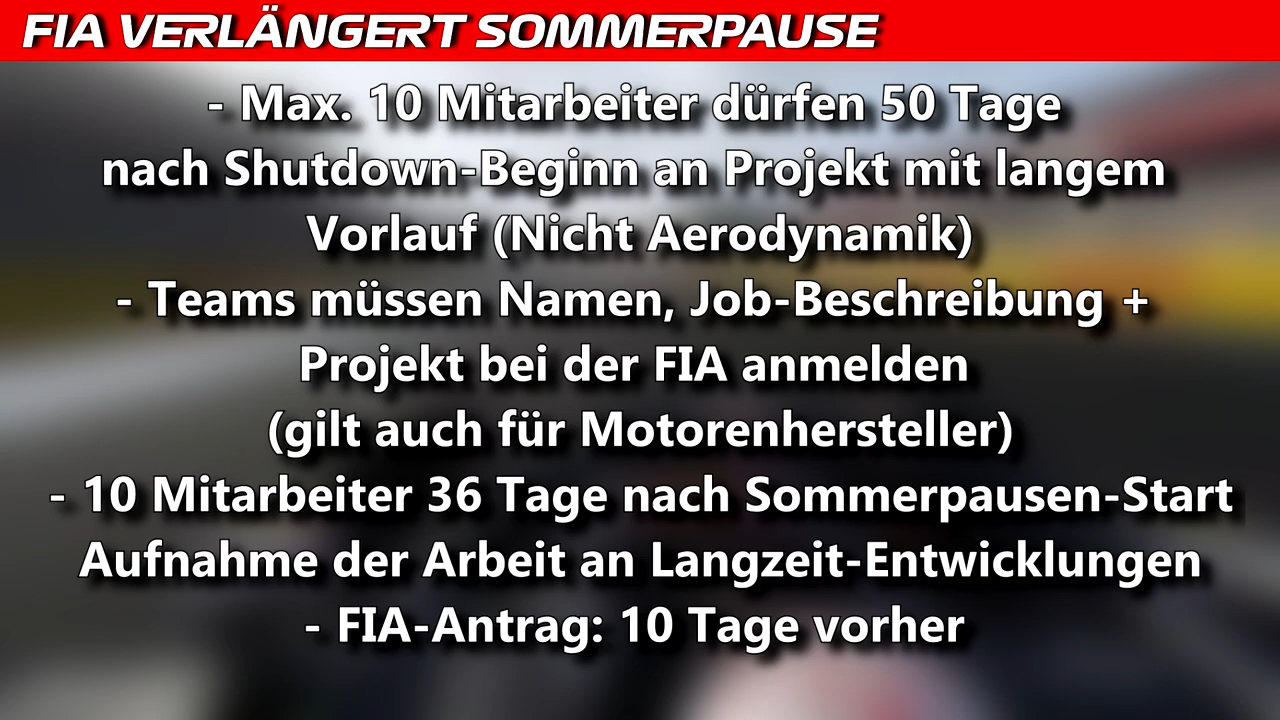 FIA VERLÄNGERT SOMMERPAUSE
- Max. 10 Mitarbeiter dürfen 50 Tage
nach Shutdown-Beginn an Projekt mit langem
Vorlauf (Nicht Aerodynamik)
- Teams müssen Namen, Job-Beschreibung +
Projekt bei der FIA anmelden
(gilt auch für Motorenhersteller)
- 10 Mitarbeiter 36 Tage nach Sommerpausen-Start
Aufnahme der Arbeit an Langzeit-Entwicklungen
- FIA-Antrag: 10 Tage vorher